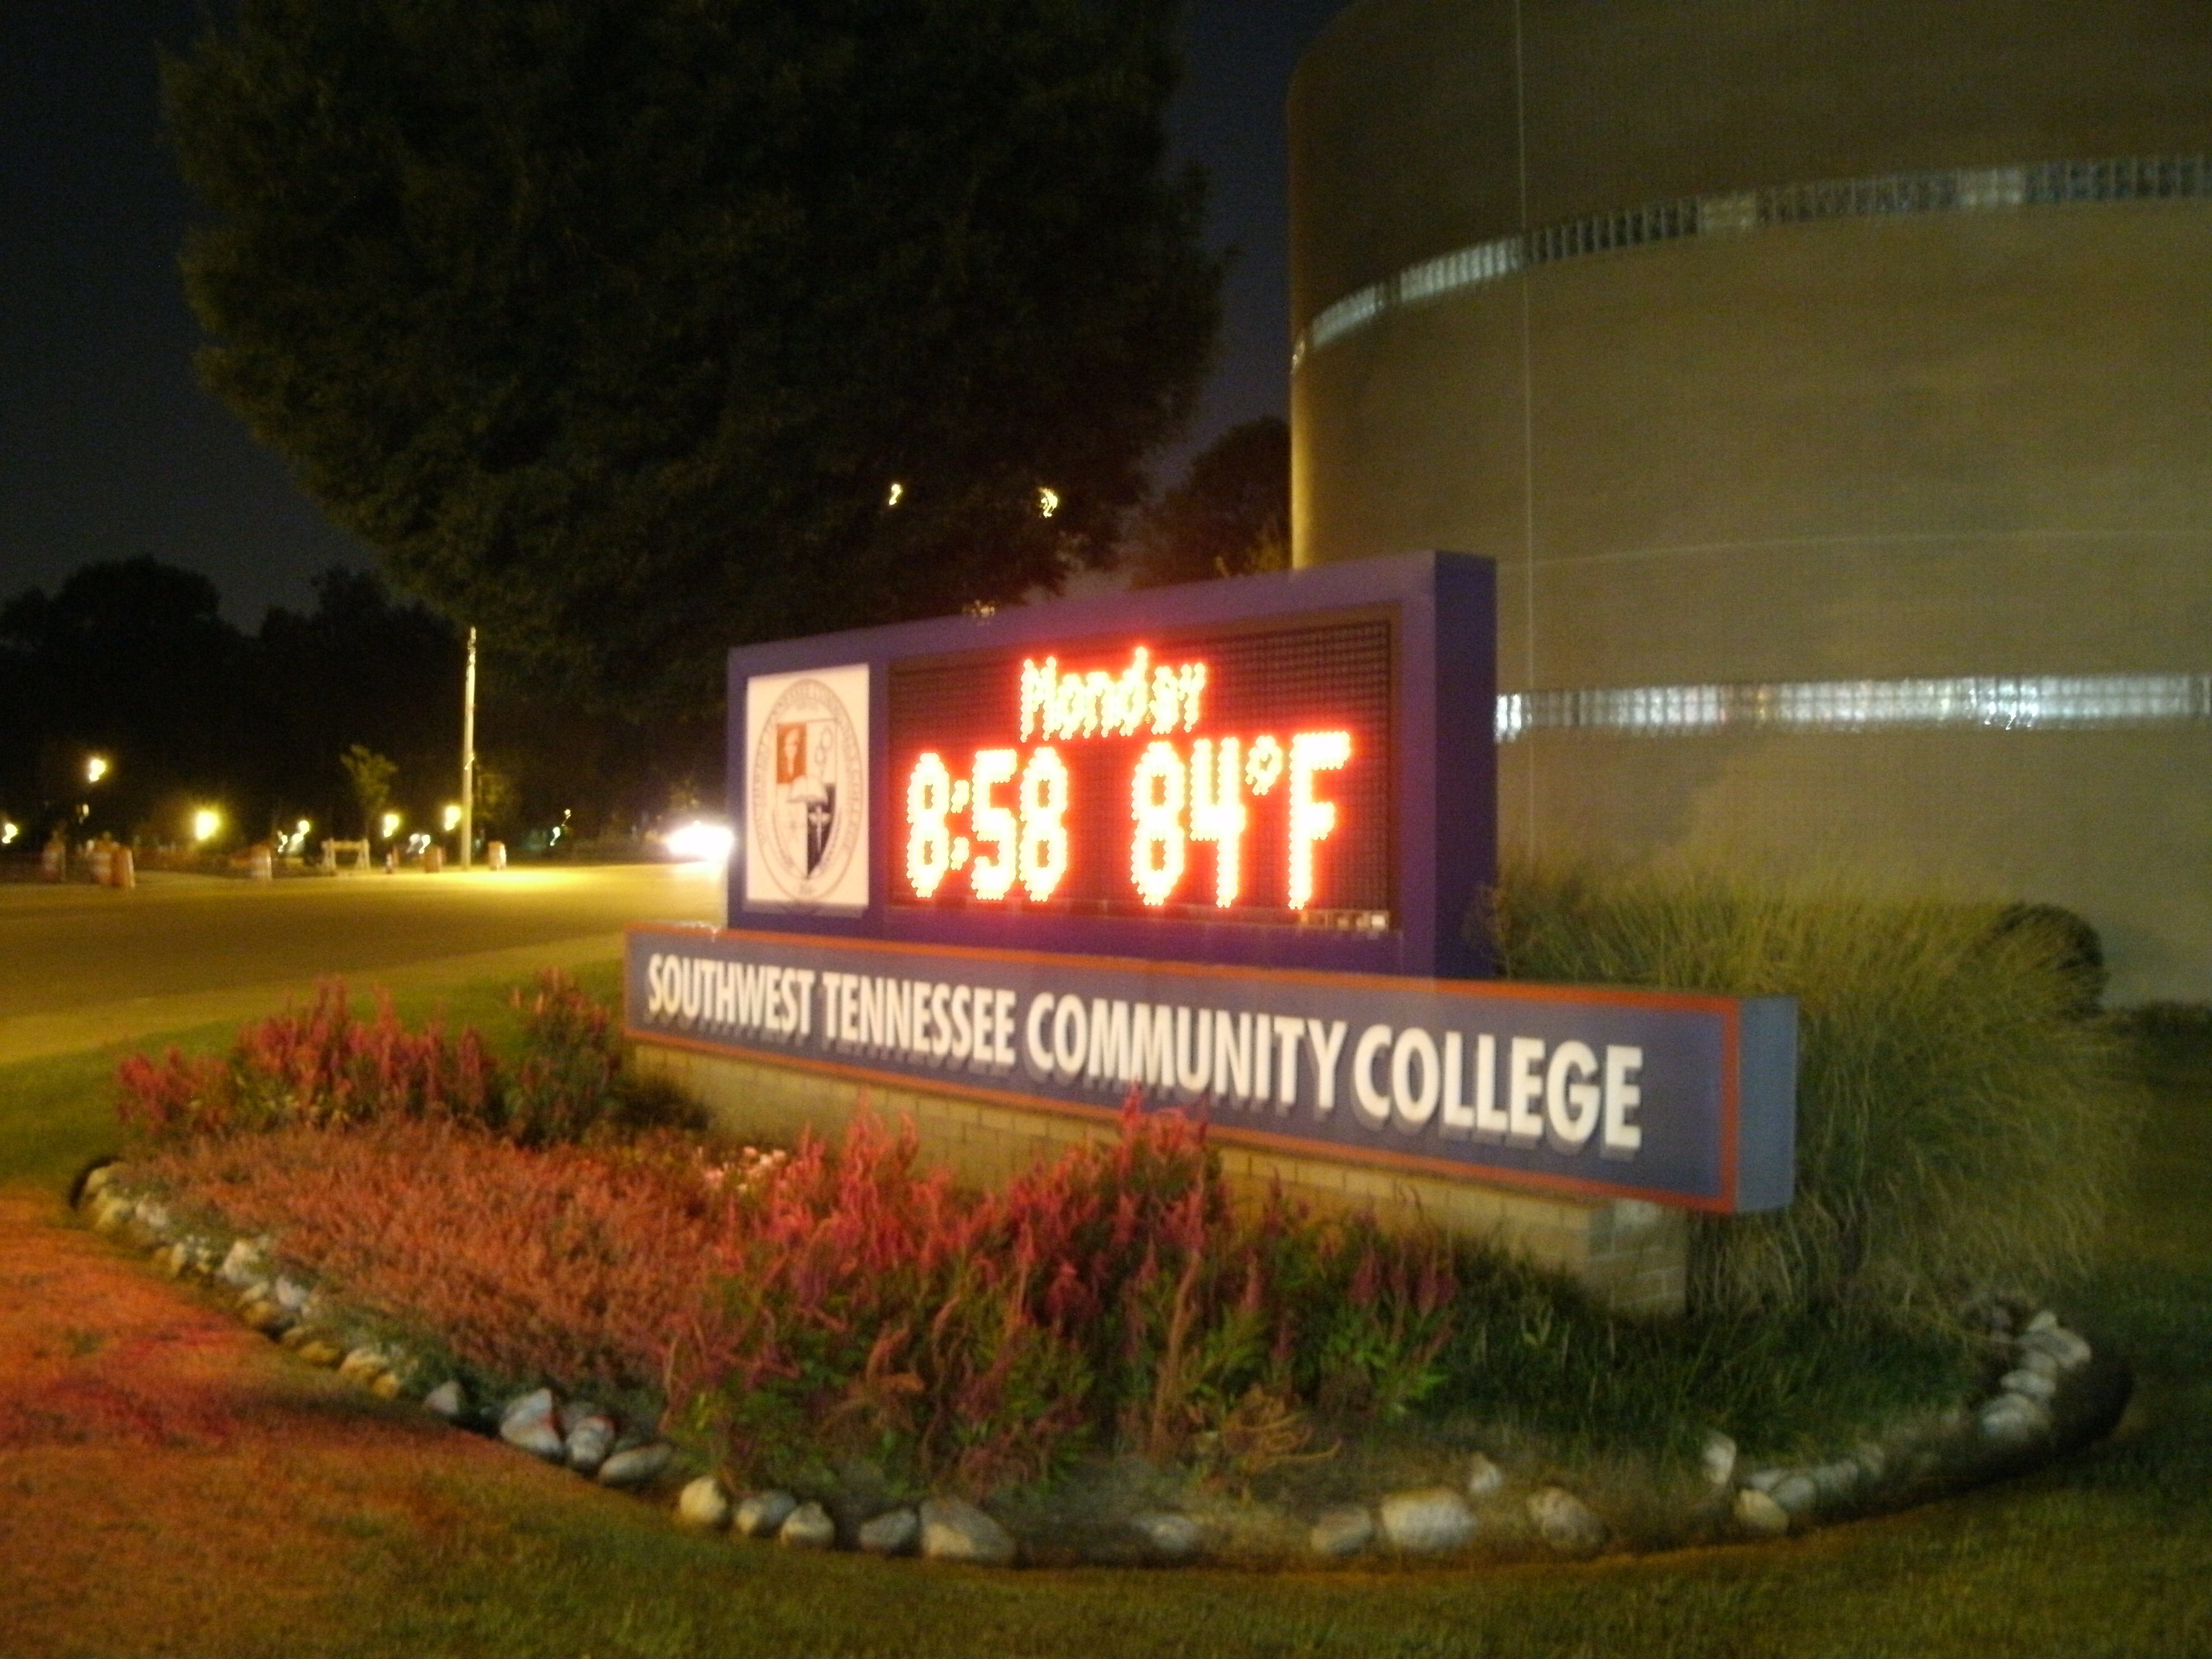 Monday
8:58 84°F
SOUTHWEST TENNESSEE COMMUNITY COLLEGE